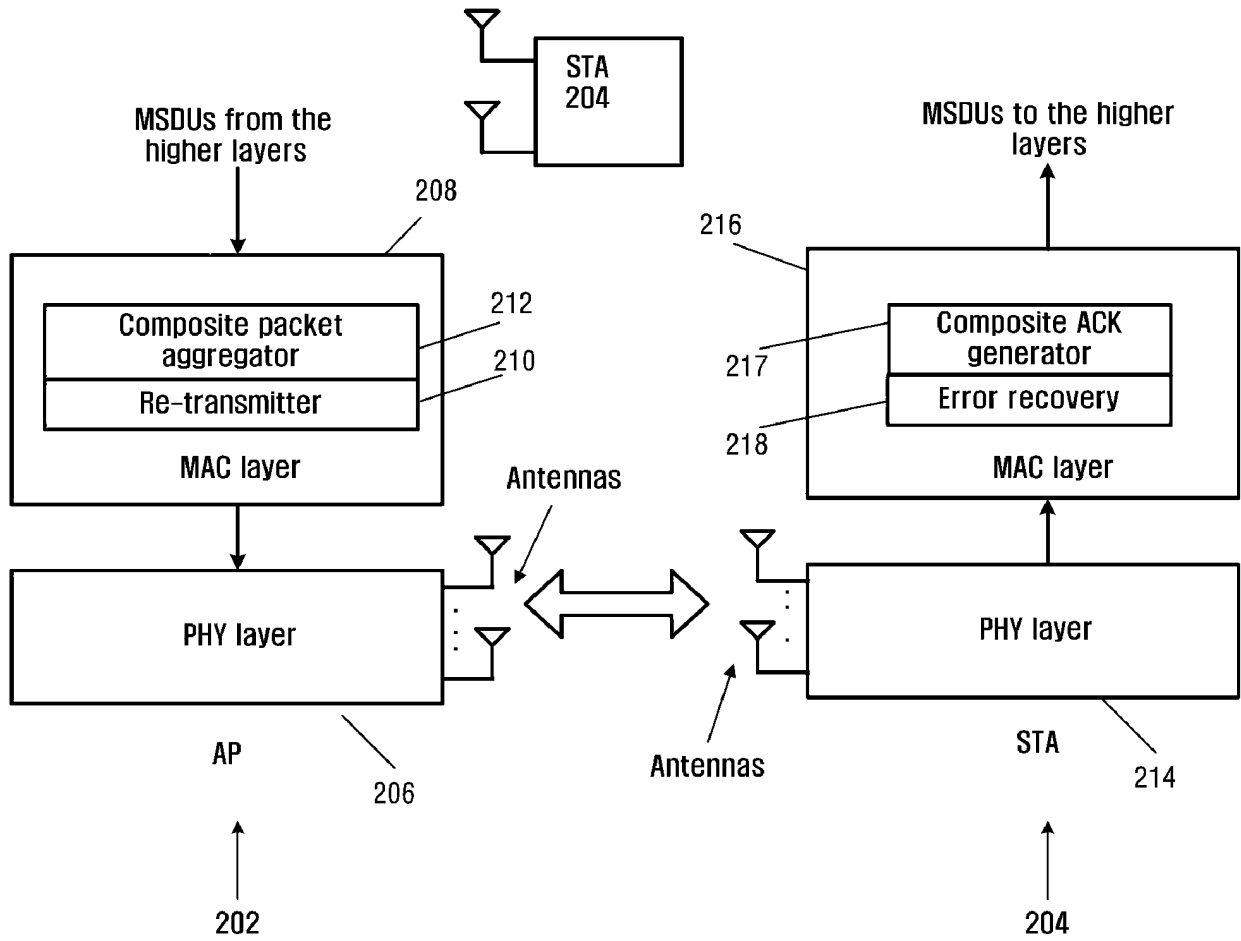 STA
204
MSDUs from the
higher layers
MSDUs to the higher
layers
208
216
Composite packet
aggregator
212
Re-transmitter
210
MAC layer
Composite ACK
generator
217
Error recovery
218
MAC layer
Antennas
PHY layer
PHY layer
AP
206
Antennas
STA
214
202
204